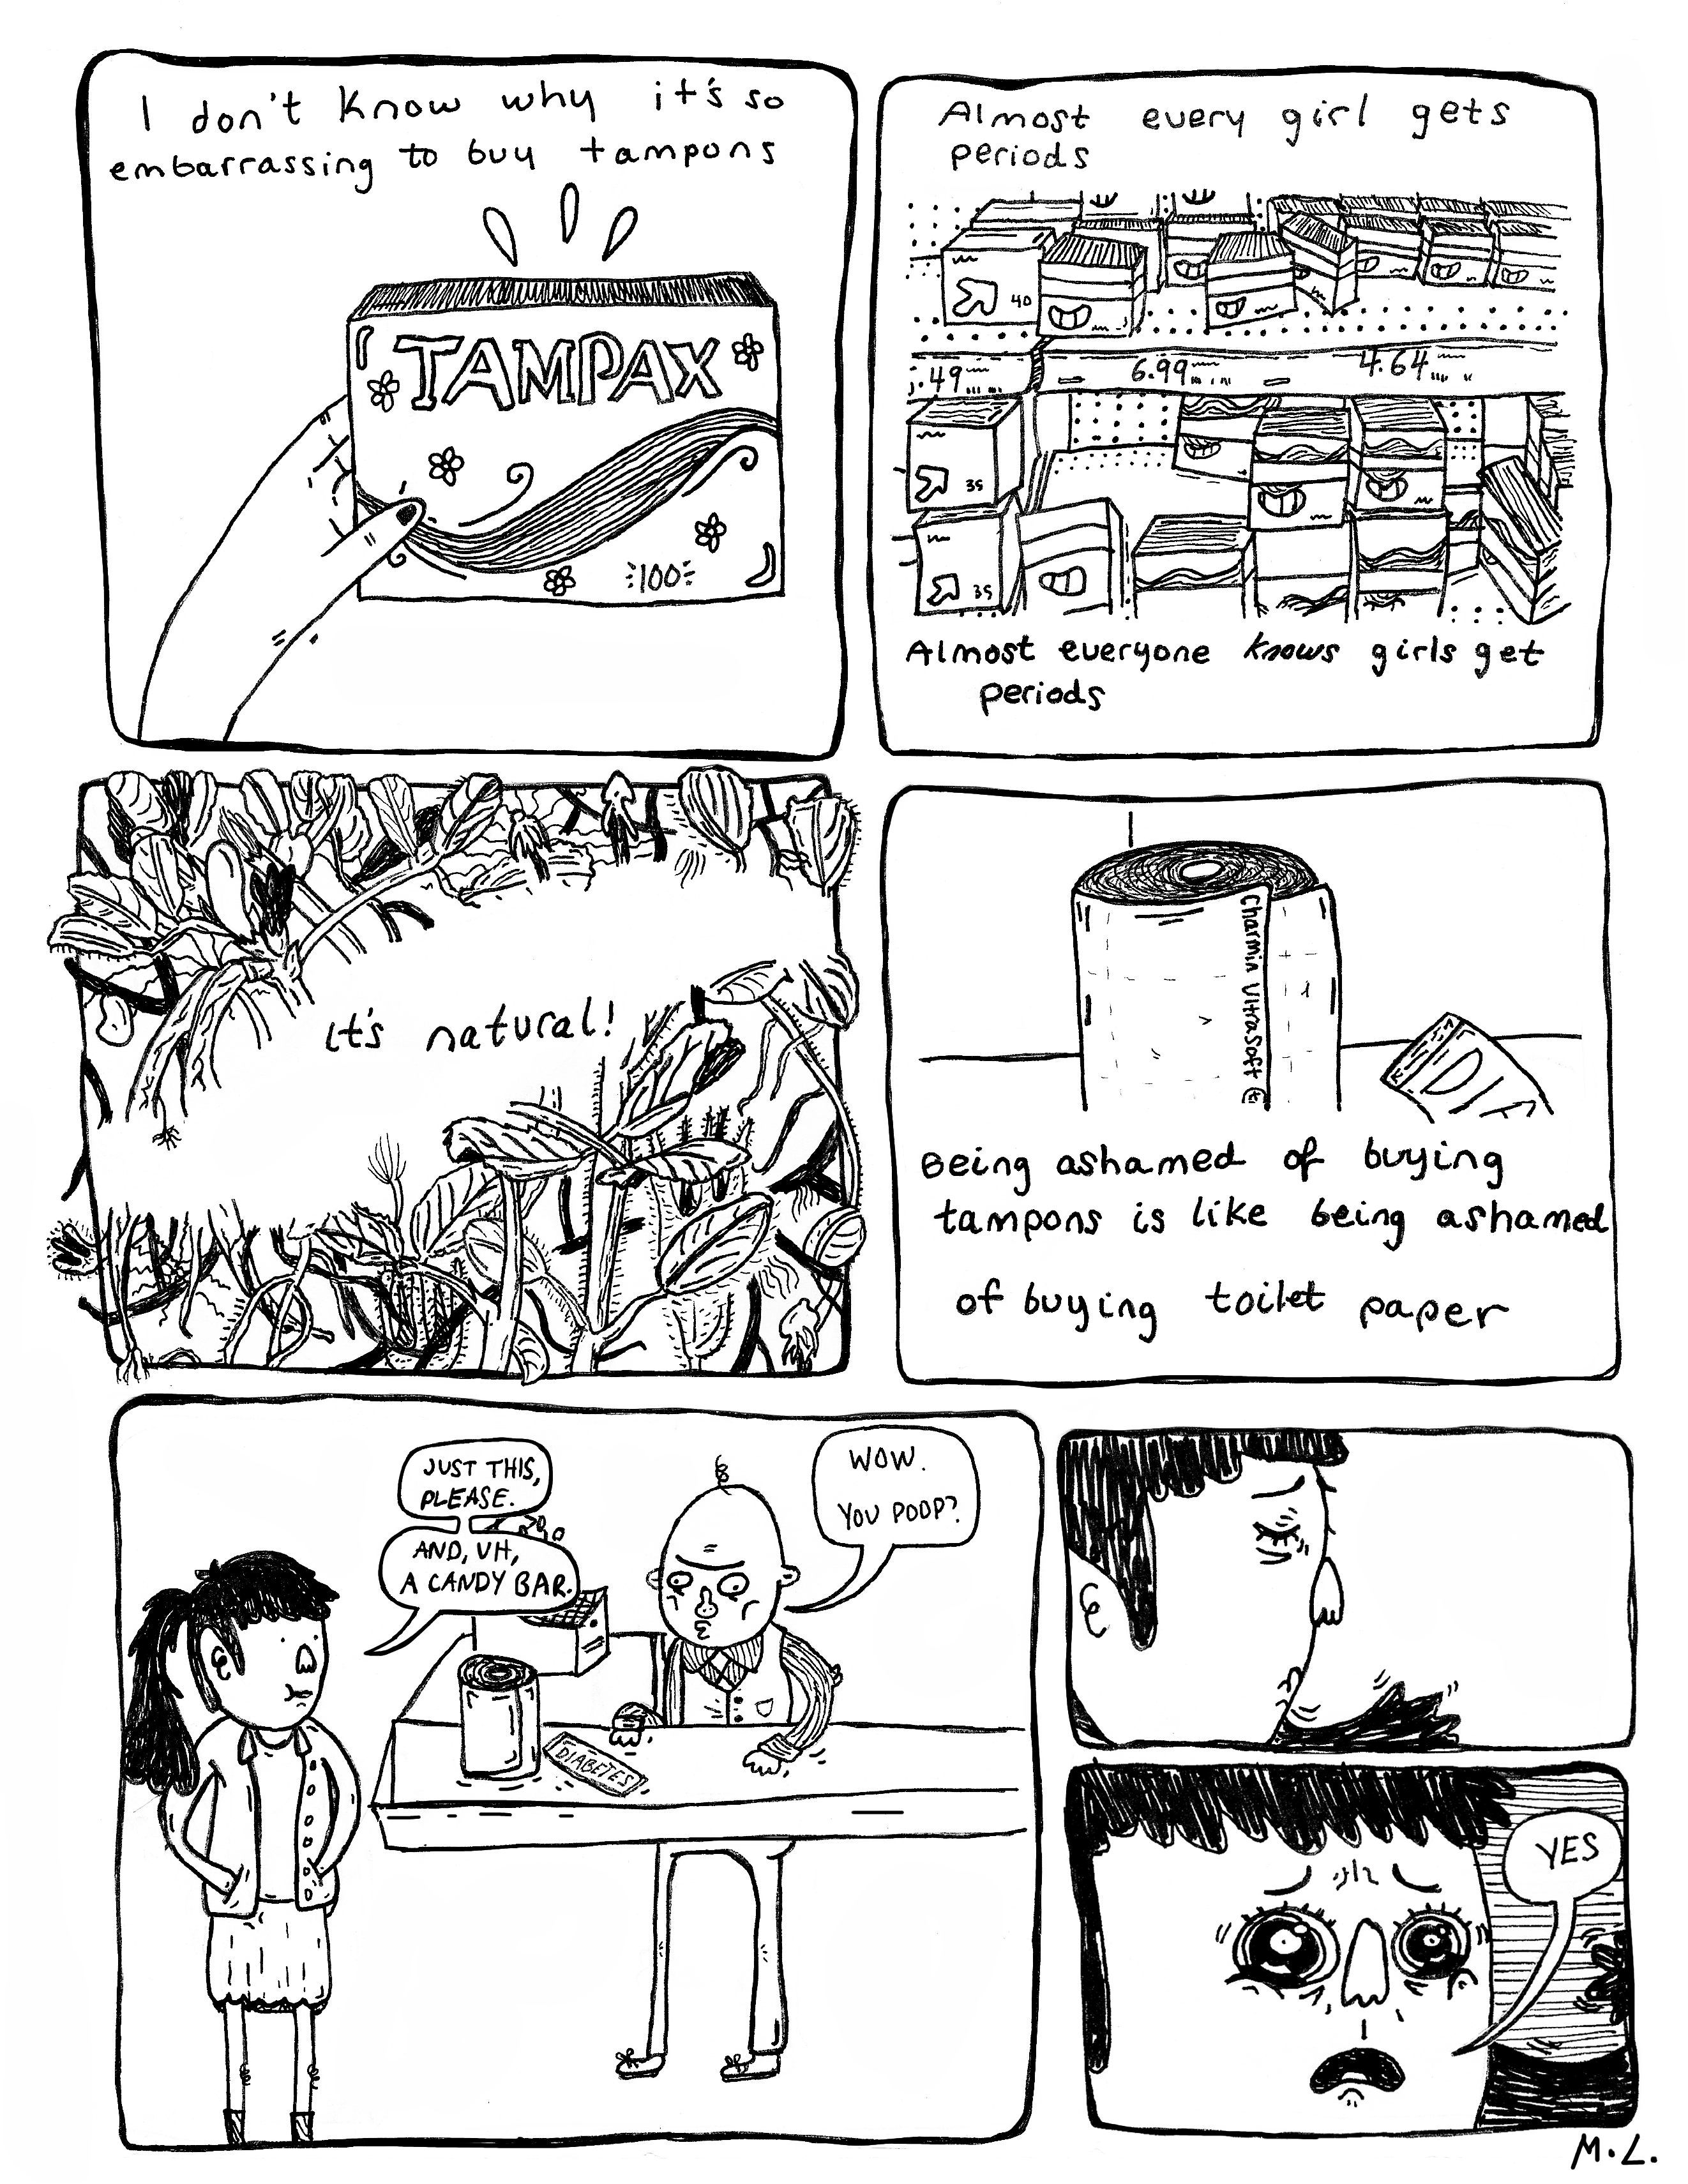 I don't know why it's so
embarrassing to buy tampons
TAMPAX
100
Almost every girl gets
periods
40
.49
6.99
4.64
35
35
Almost everyone knows girls get
periods
it's natural!
Charmin UltraSoft ©
DI
Being ashamed of buying
tampons is like being ashamed
of buying toilet paper
JUST THIS,
PLEASE.
AND, UH,
A CANDY BAR.
WOW.
YOU POOP?
DIABETES
YES
M.L.